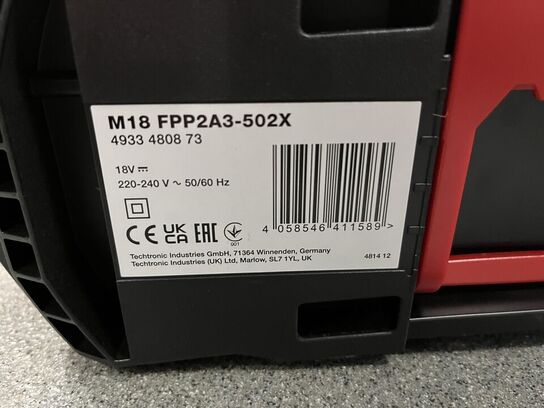 M18 FPP2A3-502X
4933 4808 73
18V ⎓
220-240 V ~ 50/60 Hz
CE UK CA EAC 001
4 058546 411589 >
Techtronic Industries GmbH, 71364 Winnenden, Germany
Techtronic Industries (UK) Ltd, Marlow, SL7 1YL, UK
4814 12